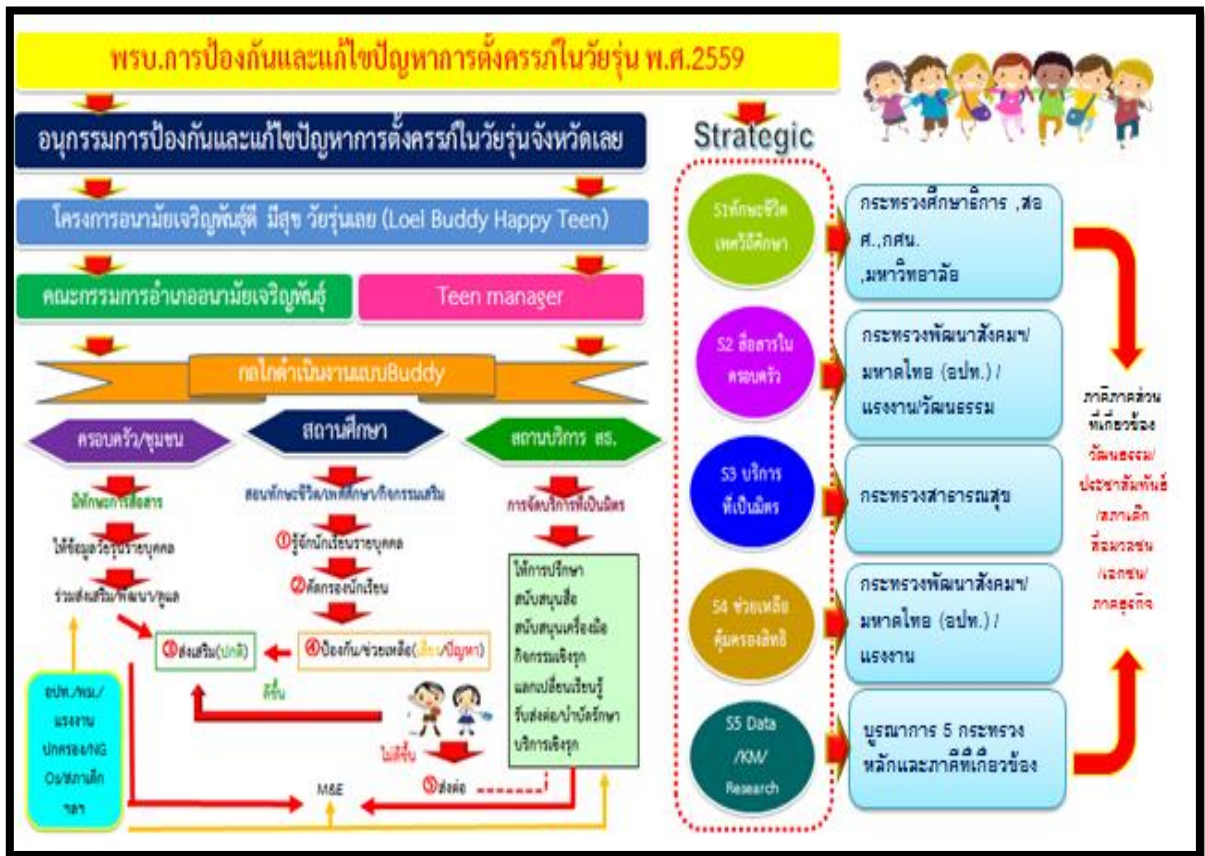 พรบ.การป้องกันและแก้ไขปัญหาการตั้งครรภ์ในวัยรุ่น พ.ศ.2559
อนุกรรมการป้องกันและแก้ไขปัญหาการตั้งครรภ์ในวัยรุ่นจังหวัดเลย
โครงการอนามัยเจริญพันธุ์ดี มีสุข วัยรุ่นเลย (Loei Buddy Happy Teen)
คณะกรรมการอำเภออนามัยเจริญพันธุ์
Teen manager
กลไกดำเนินงานแบบBuddy
ครอบครัว/ชุมชน
สถานศึกษา
สถานบริการ สธ.
มีทักษะการสื่อสาร
ให้ข้อมูลวัยรุ่นรายบุคคล
ร่วมส่งเสริม/พัฒนา/ดูแล
สอนทักษะชีวิต/เพศศึกษา/กิจกรรมเสริม
①รู้จักนักเรียนรายบุคคล
②คัดกรองนักเรียน
③ส่งเสริม(ปกติ)
④ป้องกัน/ช่วยเหลือ(เสี่ยง/มีปัญหา)
ดีขึ้น
ไม่ดีขึ้น
⑤ส่งต่อ
M&E
การจัดบริการที่เป็นมิตร
ให้การปรึกษา
สนับสนุนสื่อ
สนับสนุนเครื่องมือ
กิจกรรมเชิงรุก
แลกเปลี่ยนเรียนรู้
รับส่งต่อ/บำบัดรักษา
บริการเชิงรุก
อปท./พม./
แรงงาน
ปกครอง/NG
Os/สภาเด็ก
ฯลฯ
Strategic
S1ทักษะชีวิต
เพศวิถีศึกษา
กระทรวงศึกษาธิการ ,สอ
ศ.,กศน.
,มหาวิทยาลัย
S2 สื่อสารใน
ครอบครัว
กระทรวงพัฒนาสังคมฯ/
มหาดไทย (อปท.) /
แรงงาน/วัฒนธรรม
S3 บริการ
ที่เป็นมิตร
กระทรวงสาธารณสุข
S4 ช่วยเหลือ
คุ้มครองสิทธิ
กระทรวงพัฒนาสังคมฯ/
มหาดไทย (อปท.) /
แรงงาน
S5 Data
/KM/
Research
บูรณาการ 5 กระทรวง
หลักและภาคีที่เกี่ยวข้อง
ภาคีภาคส่วน
ที่เกี่ยวข้อง
วัฒนธรรม/
ประชาสัมพันธ์
/สภาเด็ก
สื่อมวลชน
/เอกชน/
ภาคธุรกิจ